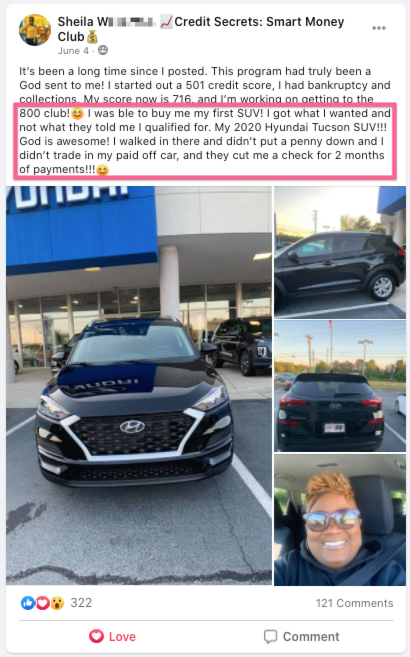 Sheila W Credit Secrets: Smart Money
Club
June 4 ·
It's been a long time since I posted. This program had truly been a
God sent to me! I started out a 501 credit score, I had bankruptcy and
collections. My score now is 716, and I'm working on getting to the
800 club!😄 I was ble to buy me my first SUV! I got what I wanted and
not what they told me I qualified for. My 2020 Hyundai Tucson SUV!!!
God is awesome! I walked in there and didn't put a penny down and I
didn't trade in my paid off car, and they cut me a check for 2 months
of payments!!!😄
HYUNDAI
322
121 Comments
Love
Comment